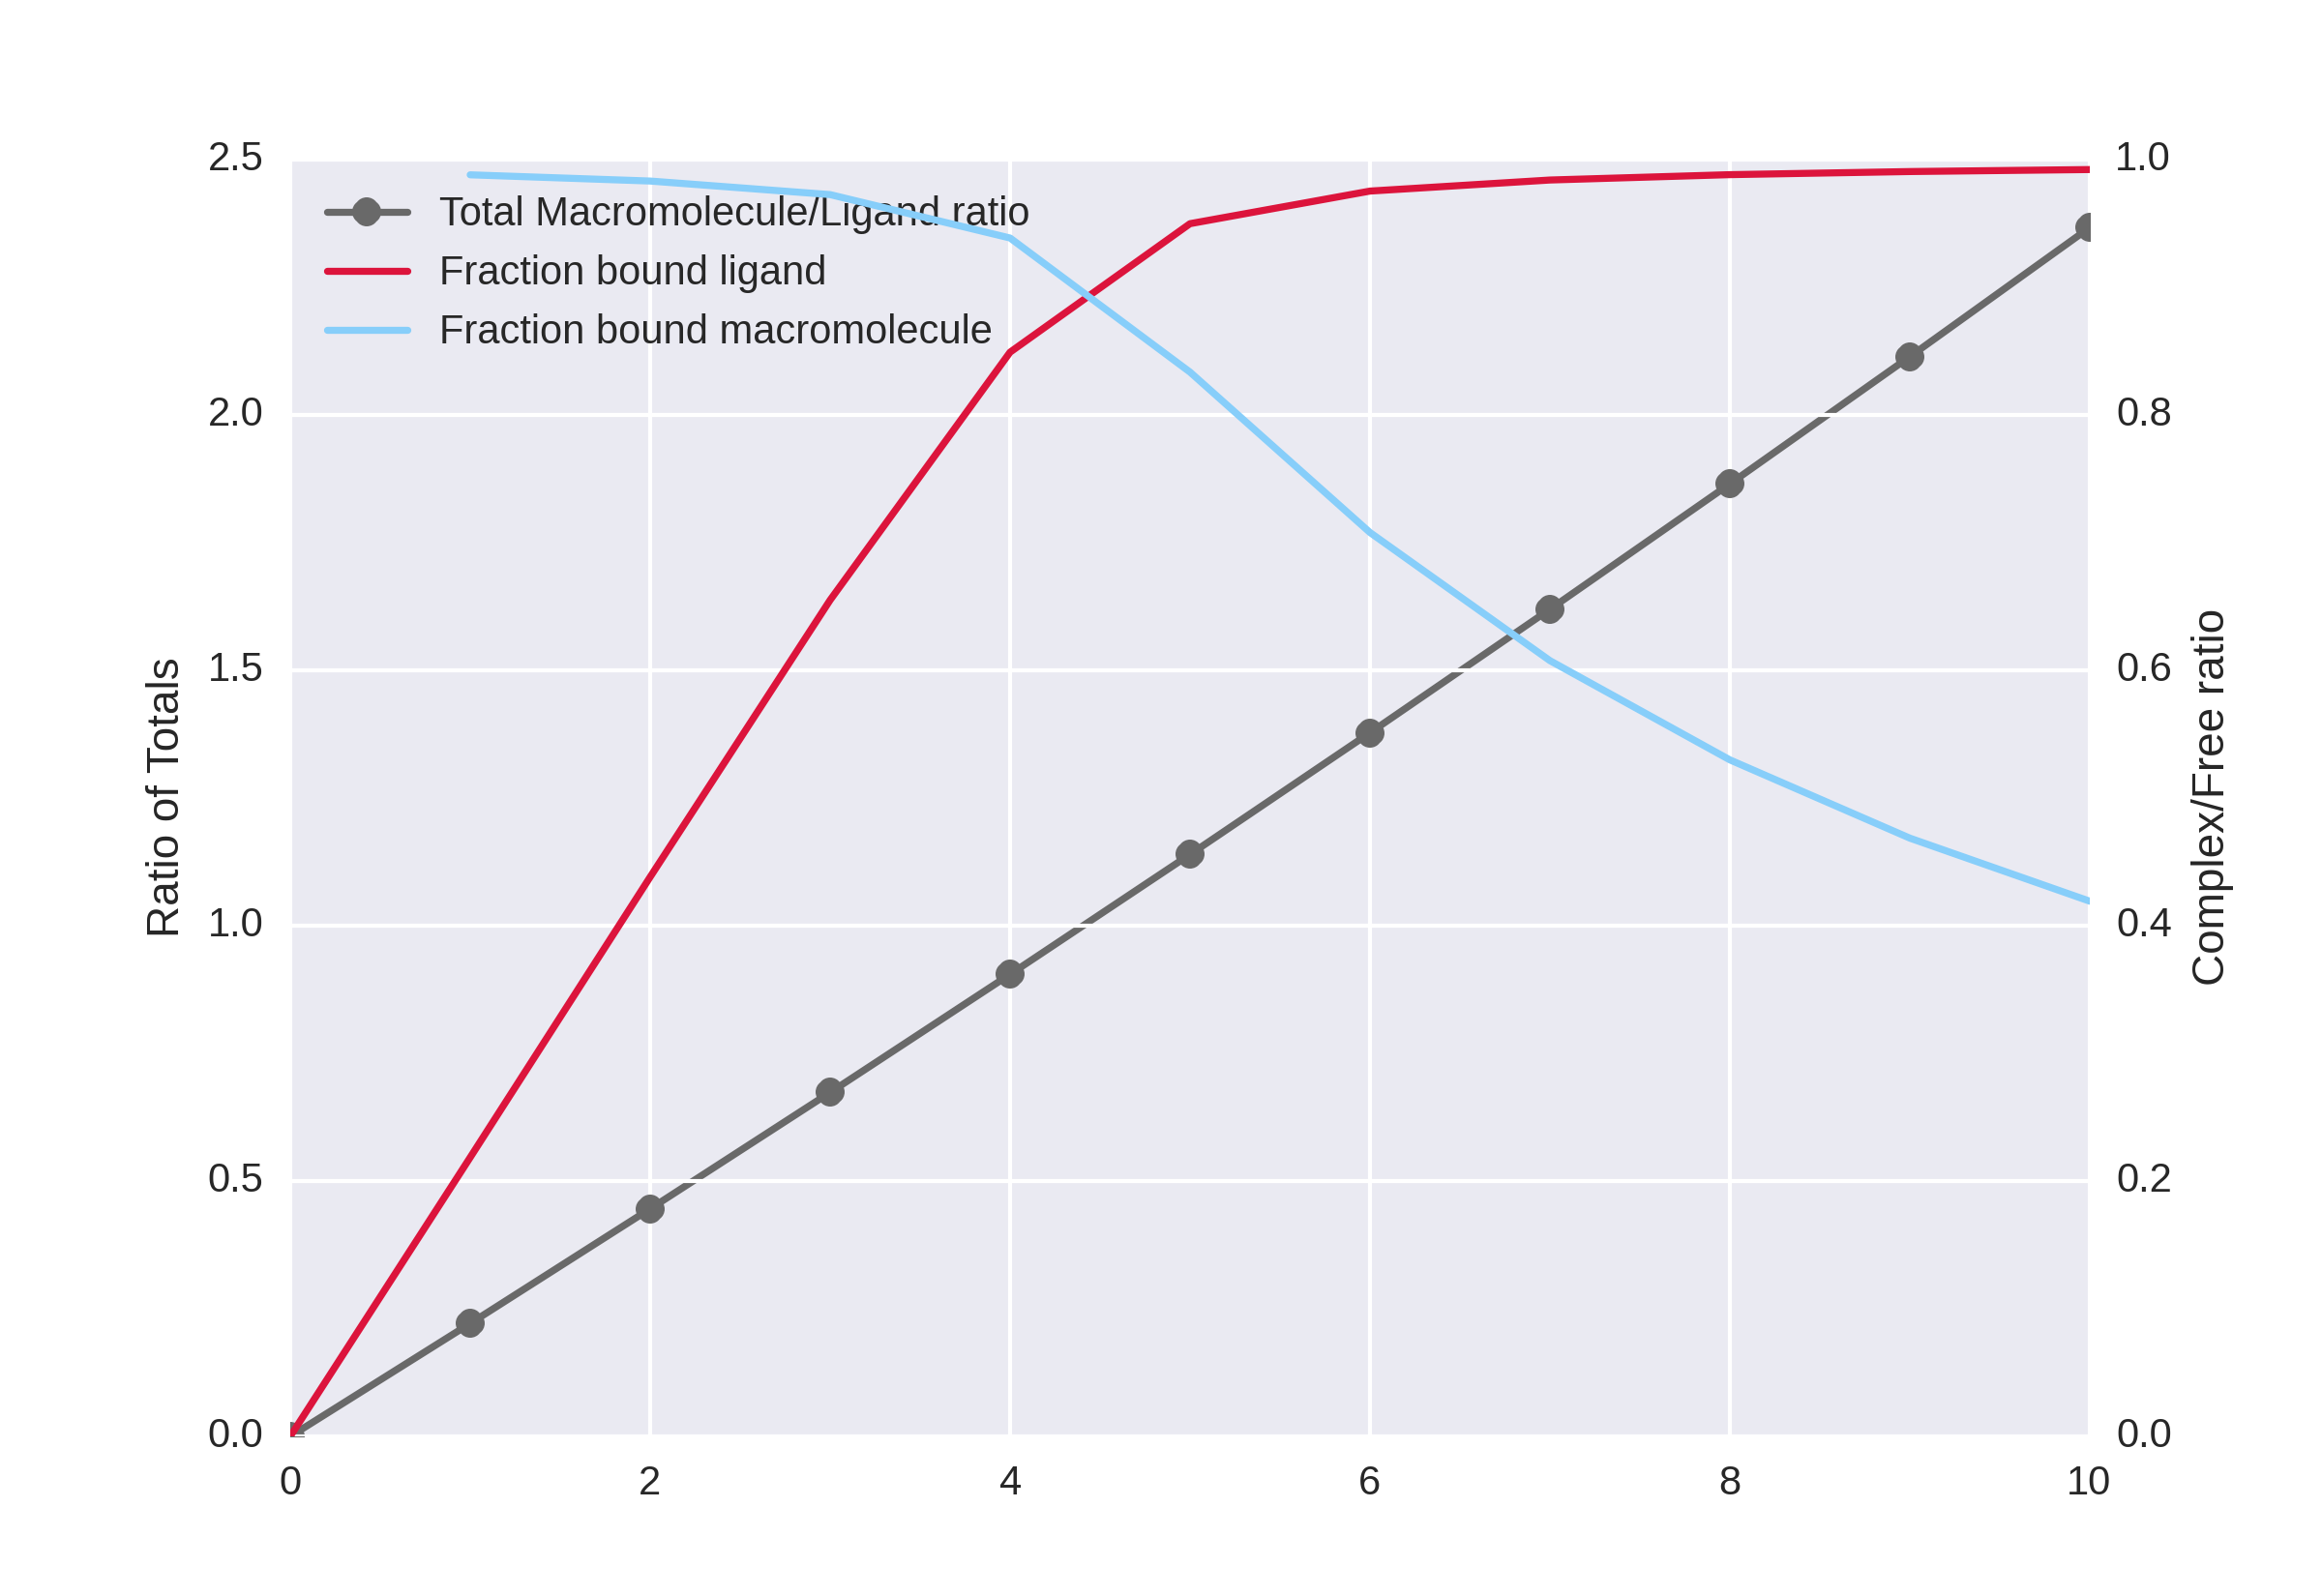 2.5
2.0
1.5
1.0
0.5
0.0
Ratio of Totals
Total Macromolecule/Ligand ratio
Fraction bound ligand
Fraction bound macromolecule
0 2 4 6 8 10
1.0
0.8
0.6
0.4
0.2
0.0
Complex/Free ratio